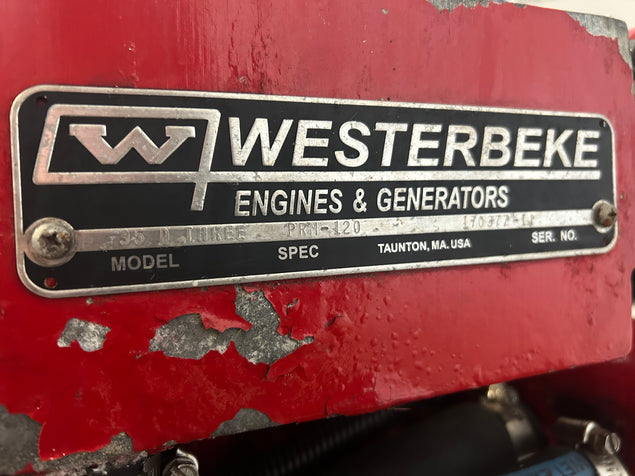 W WESTERBEKE
ENGINES & GENERATORS
35 D THREE PRM-120
MODEL SPEC TAUNTON, MA. USA SER. NO.